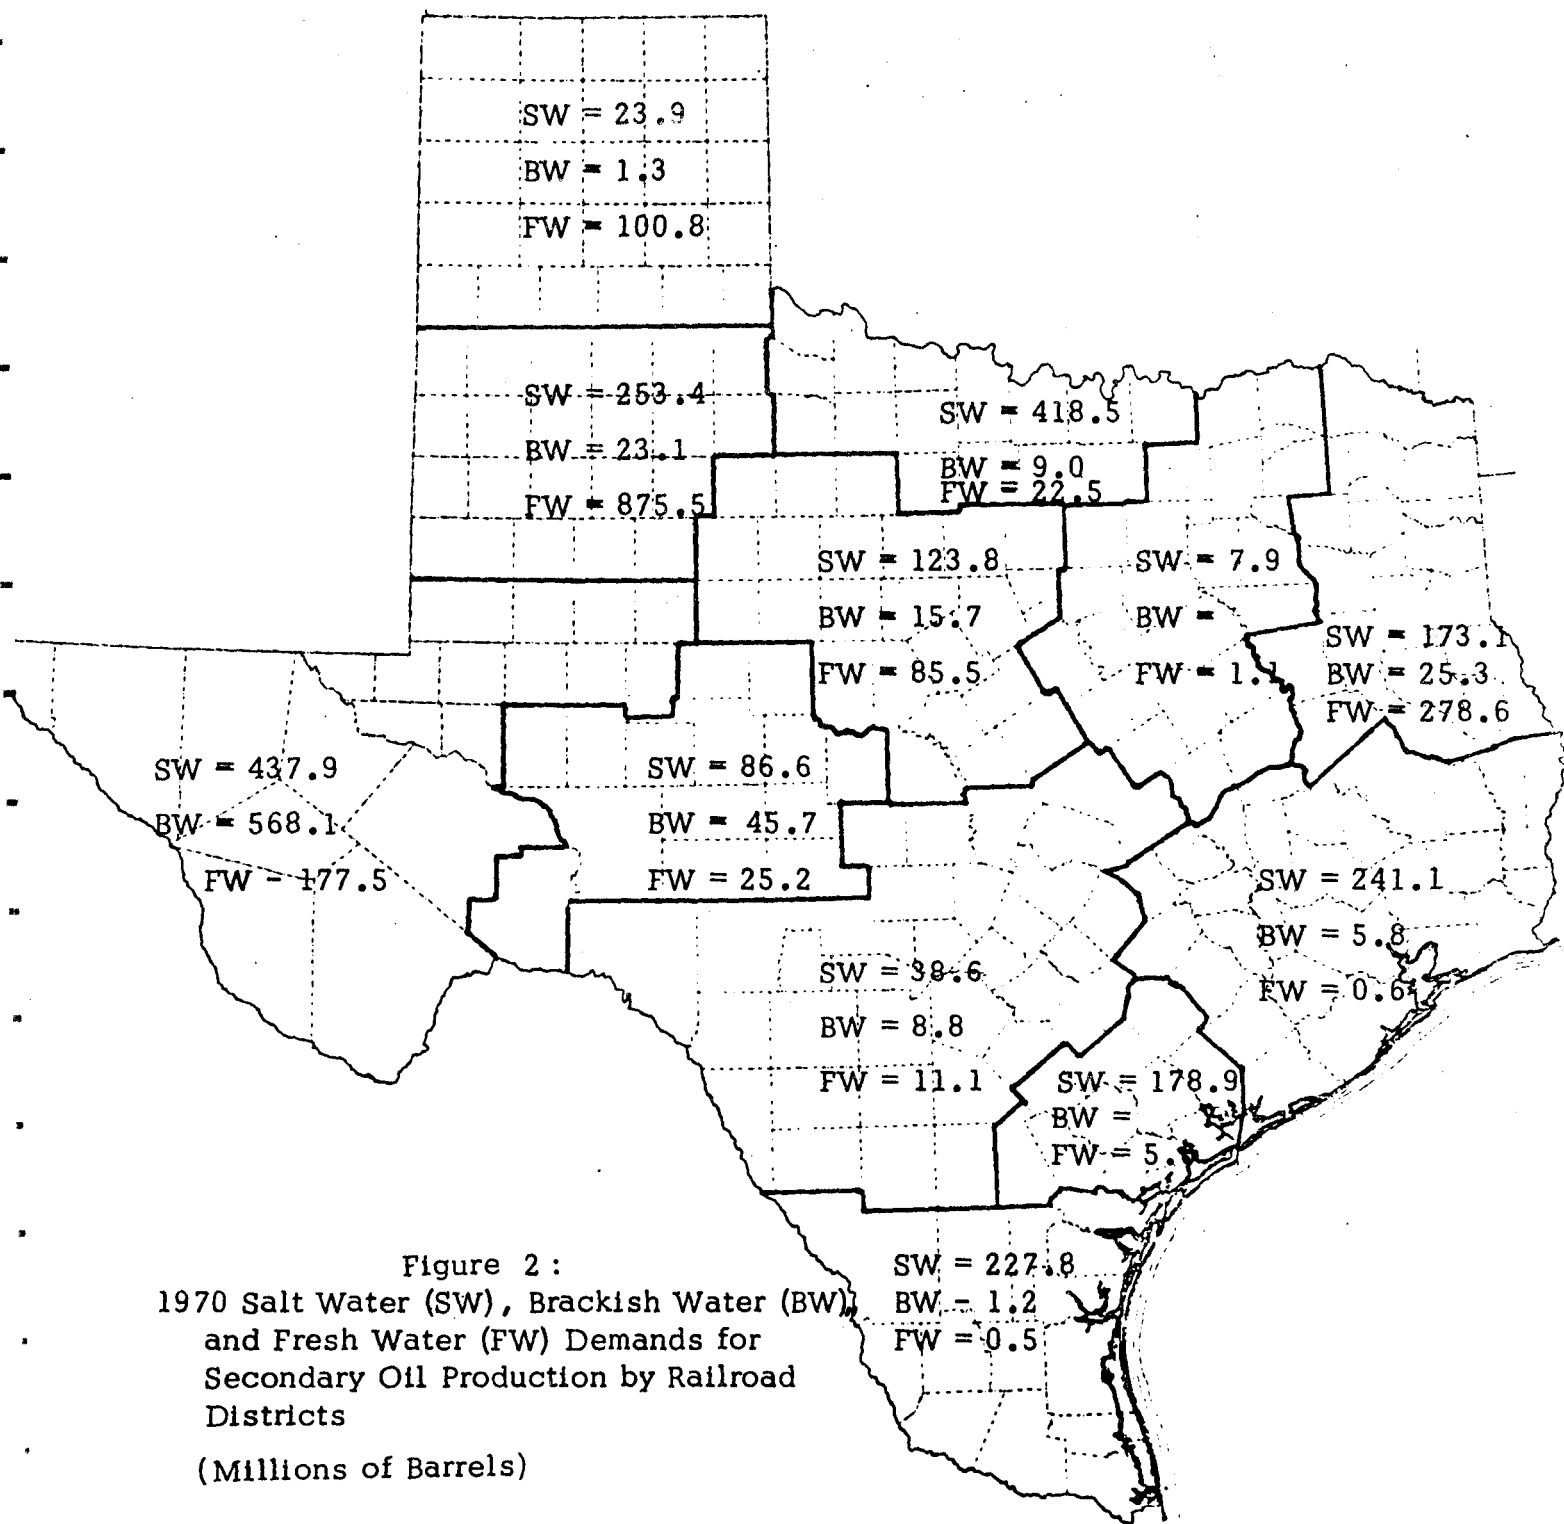 SW = 23.9
BW = 1.3
FW = 100.8
SW = 253.4
BW = 23.1
FW = 875.5
SW = 418.5
BW = 9.0
FW = 22.5
SW = 123.8
BW = 15.7
FW = 85.5
SW = 7.9
BW =
FW = 1.1
SW = 173.1
BW = 25.3
FW = 278.6
SW = 437.9
BW = 568.1
FW - 177.5
SW = 86.6
BW = 45.7
FW = 25.2
SW = 241.1
BW = 5.8
FW = 0.6
SW = 38.6
BW = 8.8
FW = 11.1
SW = 178.9
BW =
FW = 5.
SW = 227.8
BW - 1.2
FW = 0.5
Figure 2 :
1970 Salt Water (SW), Brackish Water (BW),
and Fresh Water (FW) Demands for
Secondary Oil Production by Railroad
Districts
(Millions of Barrels)